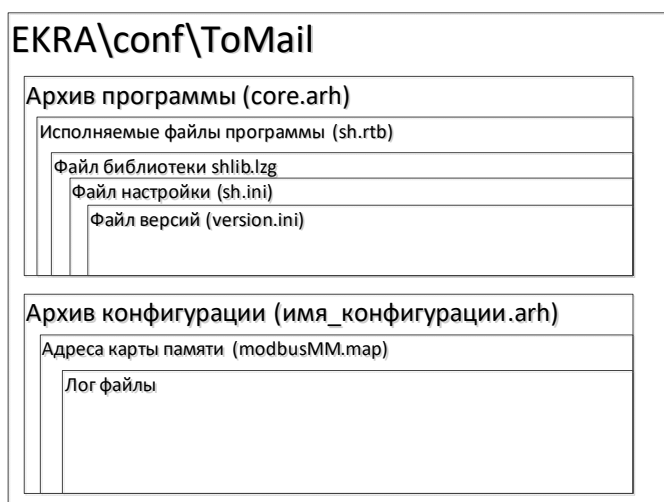 EKRA\conf\ToMail
Архив программы (core.arh)
Исполняемые файлы программы (sh.rtb)
Файл библиотеки shlib.lzg
Файл настройки (sh.ini)
Файл версий (version.ini)
Архив конфигурации (имя_конфигурации.arh)
Адреса карты памяти (modbusMM.map)
Лог файлы